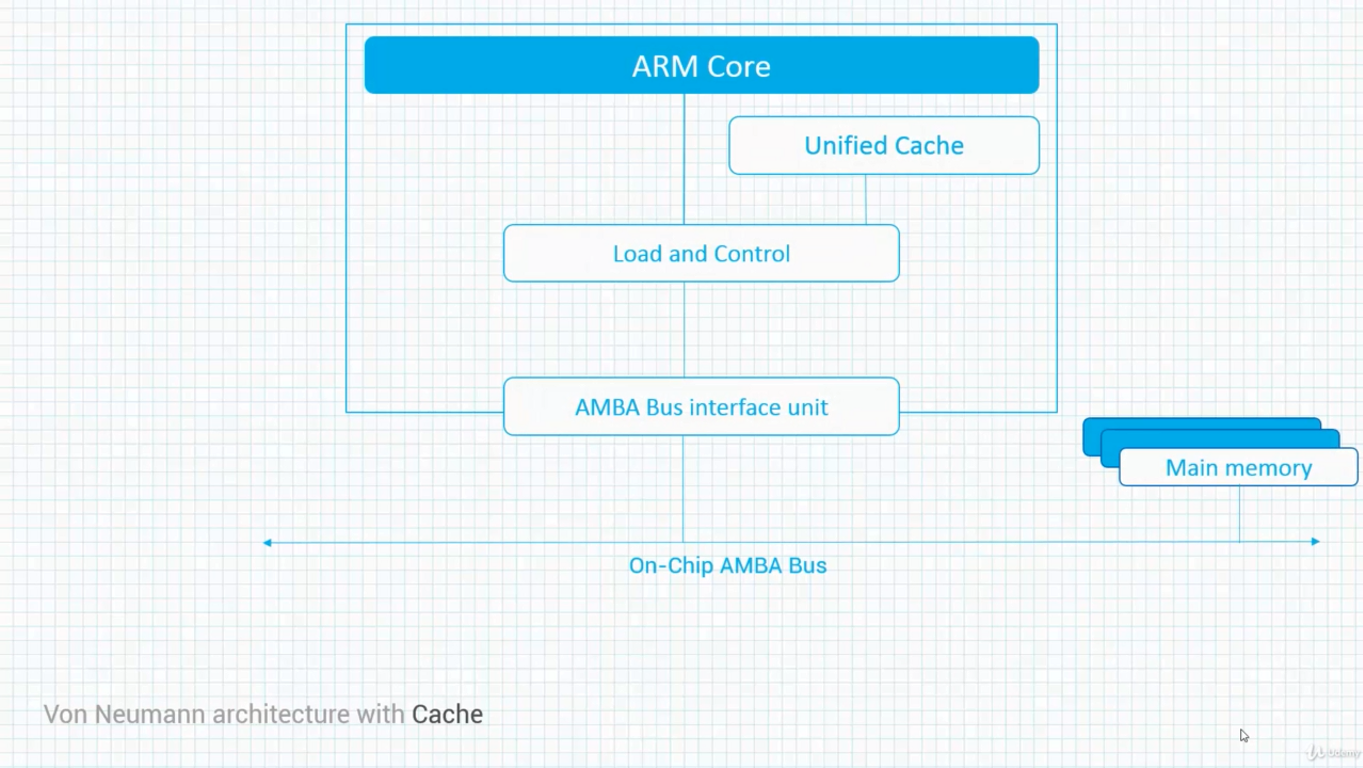 ARM Core
Unified Cache
Load and Control
AMBA Bus interface unit
Main memory
On-Chip AMBA Bus
Von Neumann architecture with Cache
Udemy